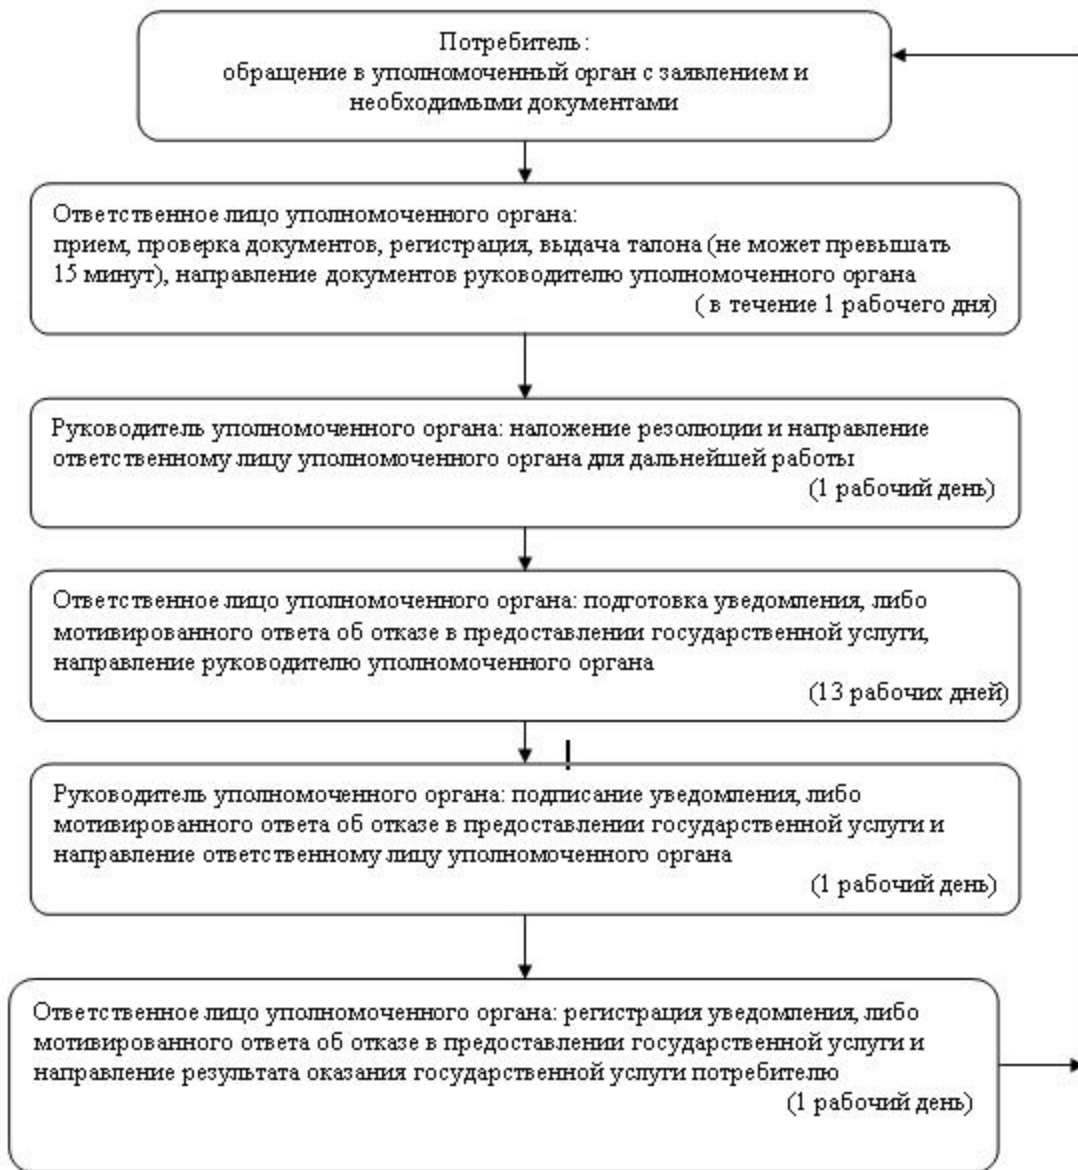 Потребитель:
обращение в уполномоченный орган с заявлением и
необходимыми документами
Ответственное лицо уполномоченного органа:
прием, проверка документов, регистрация, выдача талона (не может превышать
15 минут), направление документов руководителю уполномоченного органа
( в течение 1 рабочего дня)
Руководитель уполномоченного органа: наложение резолюции и направление
ответственному лицу уполномоченного органа для дальнейшей работы
(1 рабочий день)
Ответственное лицо уполномоченного органа: подготовка уведомления, либо
мотивированного ответа об отказе в предоставлении государственной услуги,
направление руководителю уполномоченного органа
(13 рабочих дней)
Руководитель уполномоченного органа: подписание уведомления, либо
мотивированного ответа об отказе в предоставлении государственной услуги и
направление ответственному лицу уполномоченного органа
(1 рабочий день)
Ответственное лицо уполномоченного органа: регистрация уведомления, либо
мотивированного ответа об отказе в предоставлении государственной услуги и
направление результата оказания государственной услуги потребителю
(1 рабочий день)